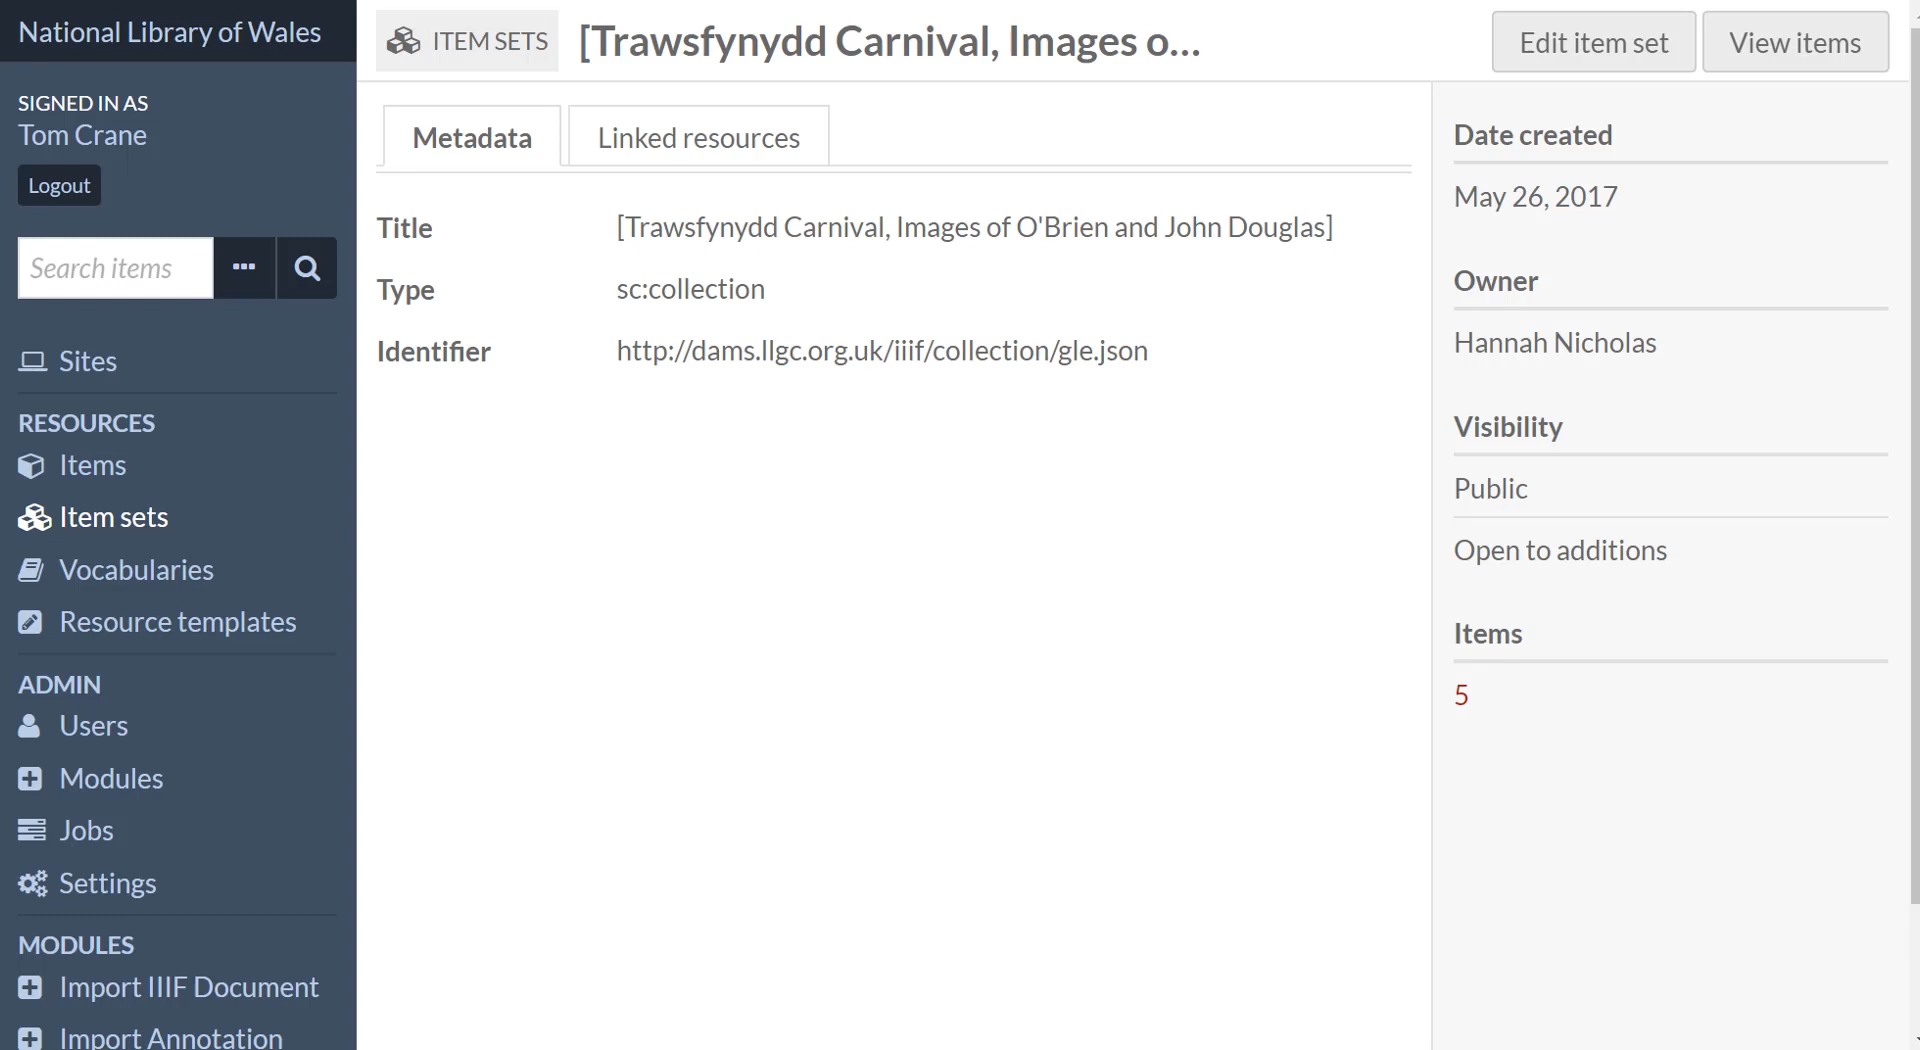 National Library of Wales
SIGNED IN AS
Tom Crane
Logout
Search items
Sites
RESOURCES
Items
Item sets
Vocabularies
Resource templates
ADMIN
Users
Modules
Jobs
Settings
MODULES
Import IIIF Document
Import Annotation
ITEM SETS
[Trawsfynydd Carnival, Images o...
Edit item set
View items
Metadata
Linked resources
Title [Trawsfynydd Carnival, Images of O'Brien and John Douglas]
Type sc:collection
Identifier http://dams.llgc.org.uk/iiif/collection/gle.json
Date created
May 26, 2017
Owner
Hannah Nicholas
Visibility
Public
Open to additions
Items
5